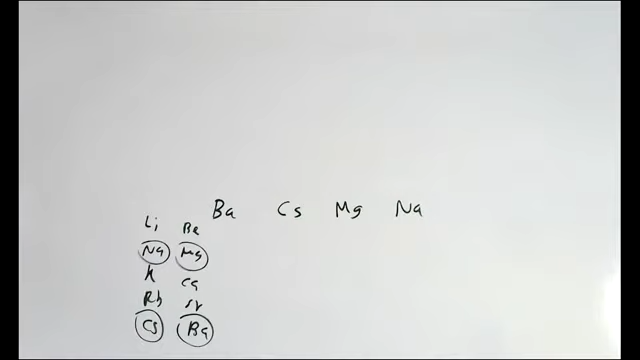 Ba Cs Mg Na
Li Be
Na Mg
K Ca
Rb Sr
Cs Ba